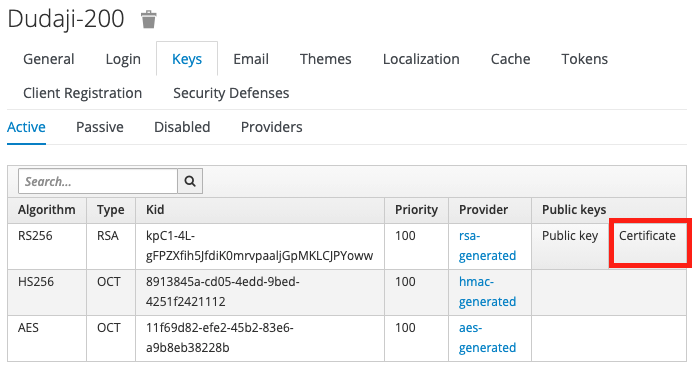 Dudaji-200
General Login Keys Email Themes Localization Cache Tokens
Client Registration Security Defenses
Active Passive Disabled Providers
Search...
Algorithm Type Kid Priority Provider Public keys
RS256 RSA kpC1-4L- 100 rsa- Public key Certificate
gFPZXfih5JfdiK0mrvpaaljGpMKLCJPYoww generated
HS256 OCT 8913845a-cd05-4edd-9bed- 100 hmac-
4251f2421112 generated
AES OCT 11f69d82-efe2-45b2-83e6- 100 aes-
a9b8eb38228b generated